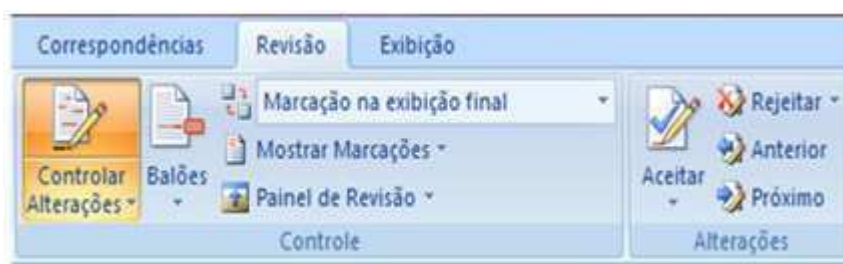 Correspondências Revisão Exibição
Marcação na exibição final
Mostrar Marcações
Painel de Revisão
Controlar
Alterações
Balões
Controle
Aceitar
Rejeitar
Anterior
Próximo
Alterações